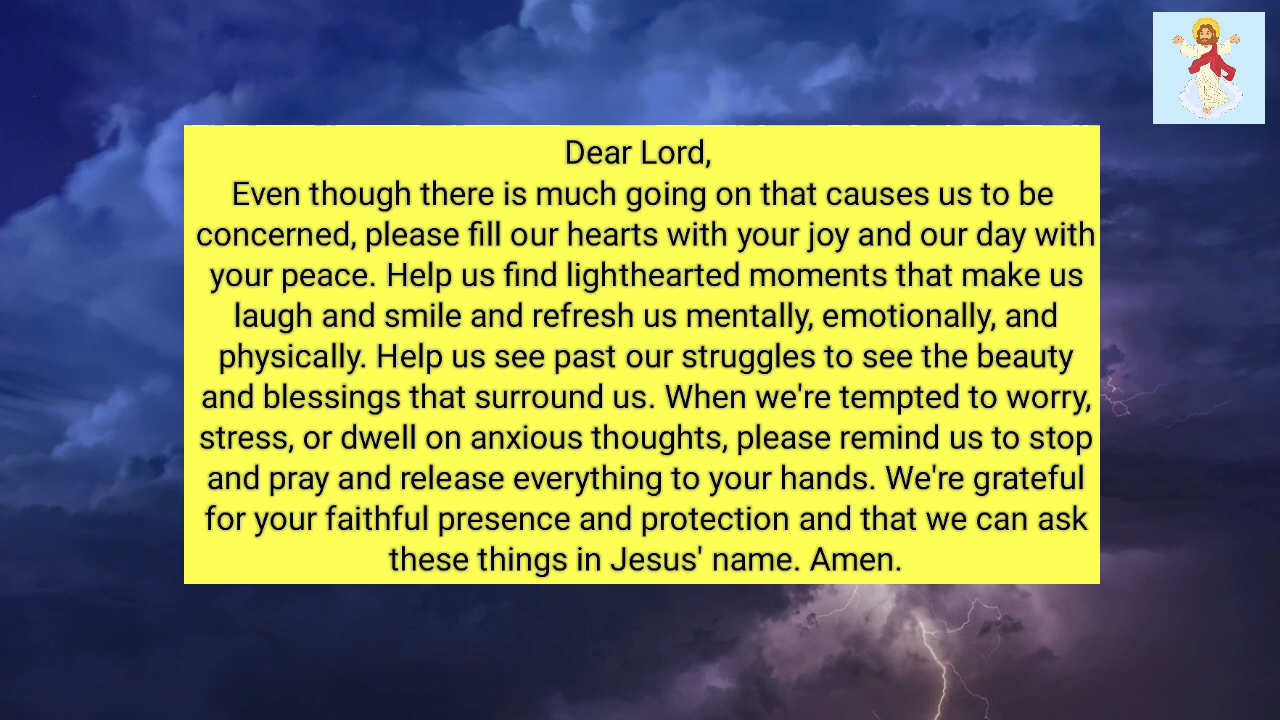 Dear Lord,
Even though there is much going on that causes us to be
concerned, please fill our hearts with your joy and our day with
your peace. Help us find lighthearted moments that make us
laugh and smile and refresh us mentally, emotionally, and
physically. Help us see past our struggles to see the beauty
and blessings that surround us. When we're tempted to worry,
stress, or dwell on anxious thoughts, please remind us to stop
and pray and release everything to your hands. We're grateful
for your faithful presence and protection and that we can ask
these things in Jesus' name. Amen.